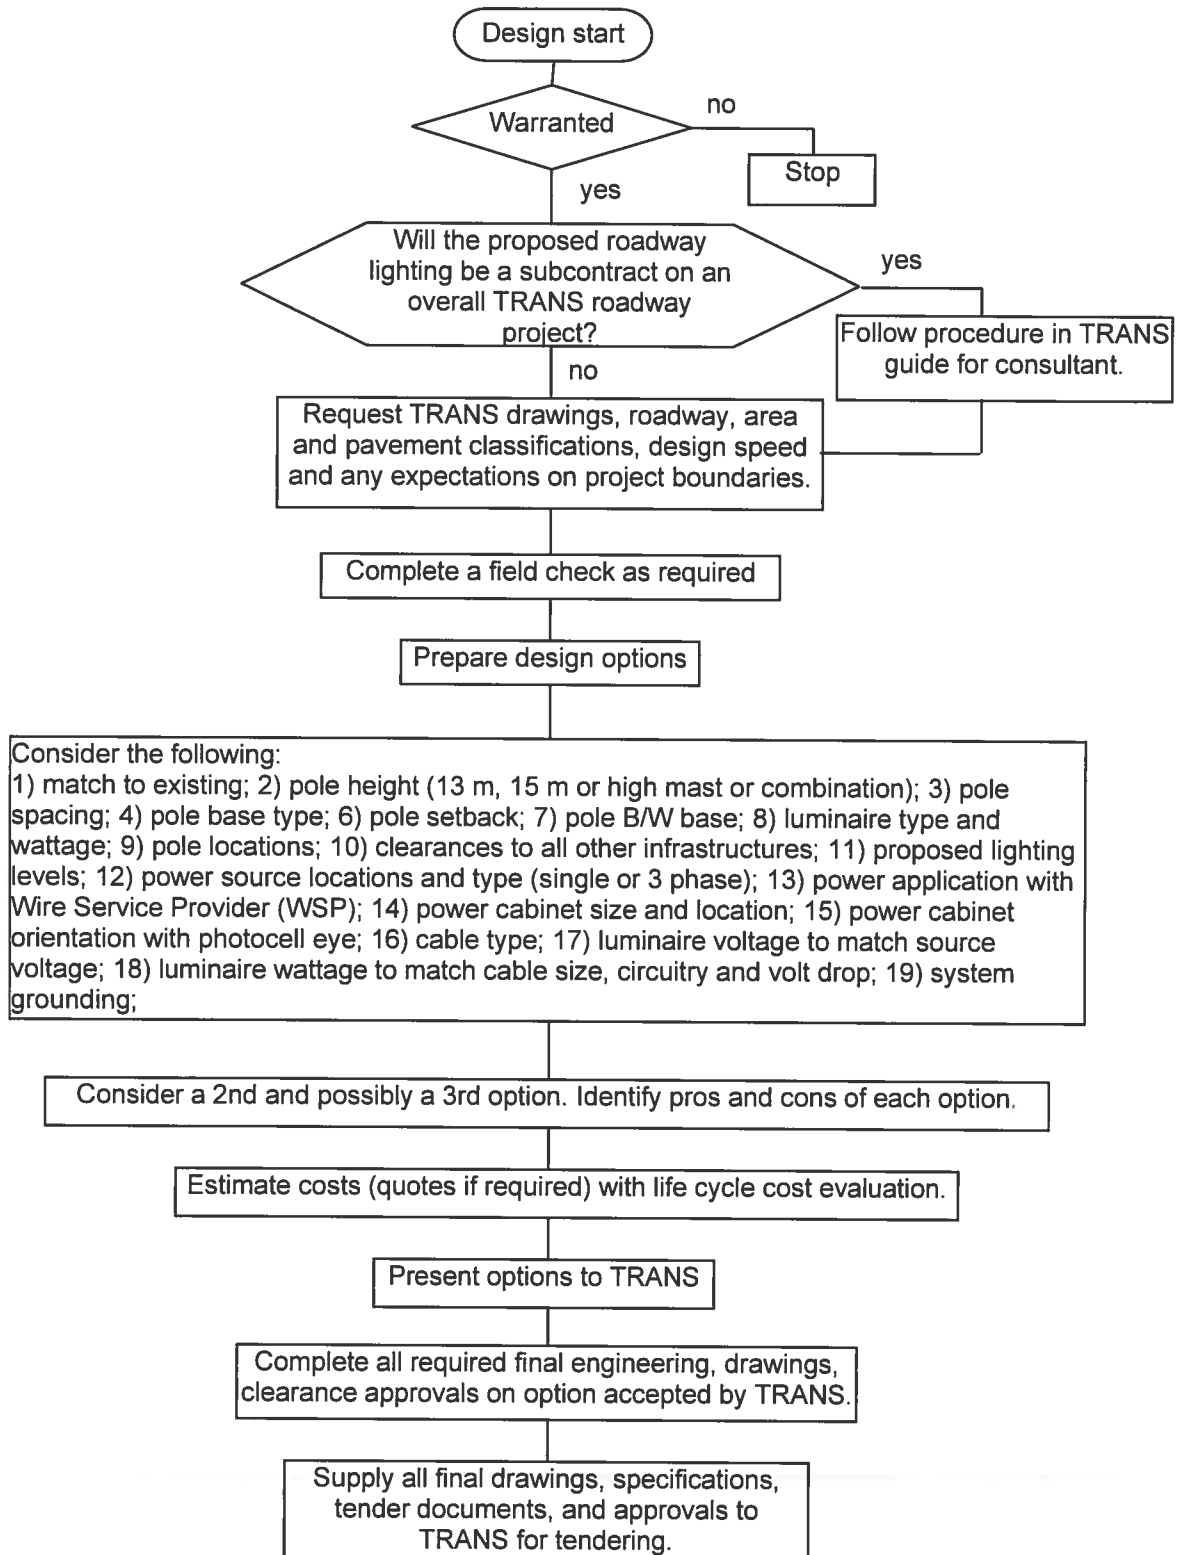 Design start
Warranted
no
Stop
yes
Will the proposed roadway
lighting be a subcontract on an
overall TRANS roadway
project?
yes
Follow procedure in TRANS
guide for consultant.
no
Request TRANS drawings, roadway, area
and pavement classifications, design speed
and any expectations on project boundaries.
Complete a field check as required
Prepare design options
Consider the following:
1) match to existing; 2) pole height (13 m, 15 m or high mast or combination); 3) pole
spacing; 4) pole base type; 6) pole setback; 7) pole B/W base; 8) luminaire type and
wattage; 9) pole locations; 10) clearances to all other infrastructures; 11) proposed lighting
levels; 12) power source locations and type (single or 3 phase); 13) power application with
Wire Service Provider (WSP); 14) power cabinet size and location; 15) power cabinet
orientation with photocell eye; 16) cable type; 17) luminaire voltage to match source
voltage; 18) luminaire wattage to match cable size, circuitry and volt drop; 19) system
grounding;
Consider a 2nd and possibly a 3rd option. Identify pros and cons of each option.
Estimate costs (quotes if required) with life cycle cost evaluation.
Present options to TRANS
Complete all required final engineering, drawings,
clearance approvals on option accepted by TRANS.
Supply all final drawings, specifications,
tender documents, and approvals to
TRANS for tendering.